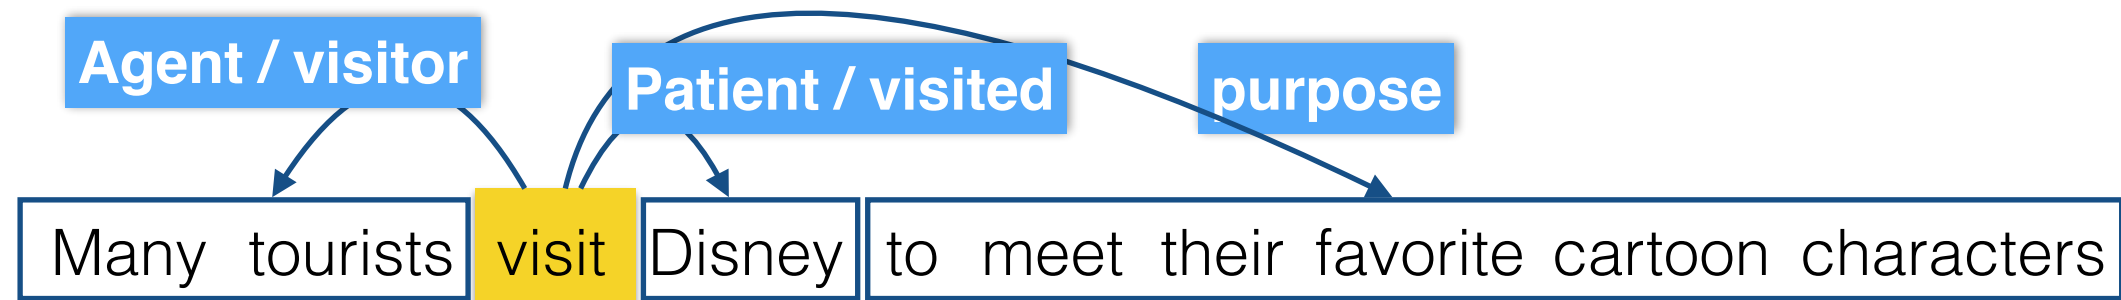 Agent / visitor
Patient / visited
purpose
Many tourists visit Disney to meet their favorite cartoon characters